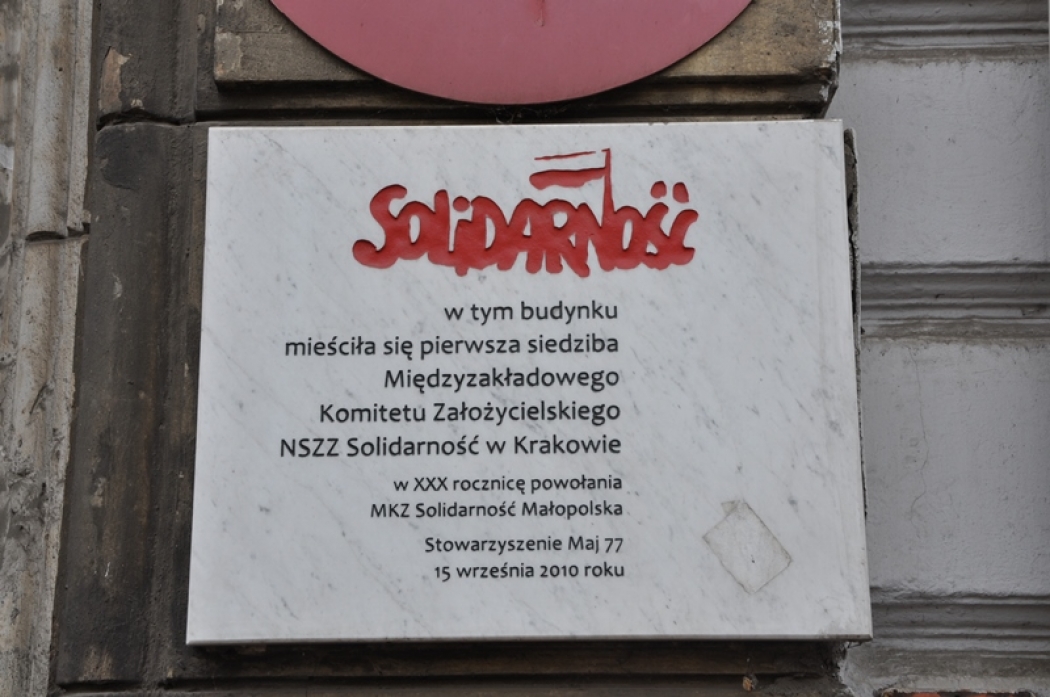 SOLiDARNOŚĆ
w tym budynku
mieściła się pierwsza siedziba
Międzyzakładowego
Komitetu Założycielskiego
NSZZ Solidarność w Krakowie
w XXX rocznicę powołania
MKZ Solidarność Małopolska
Stowarzyszenie Maj 77
15 września 2010 roku